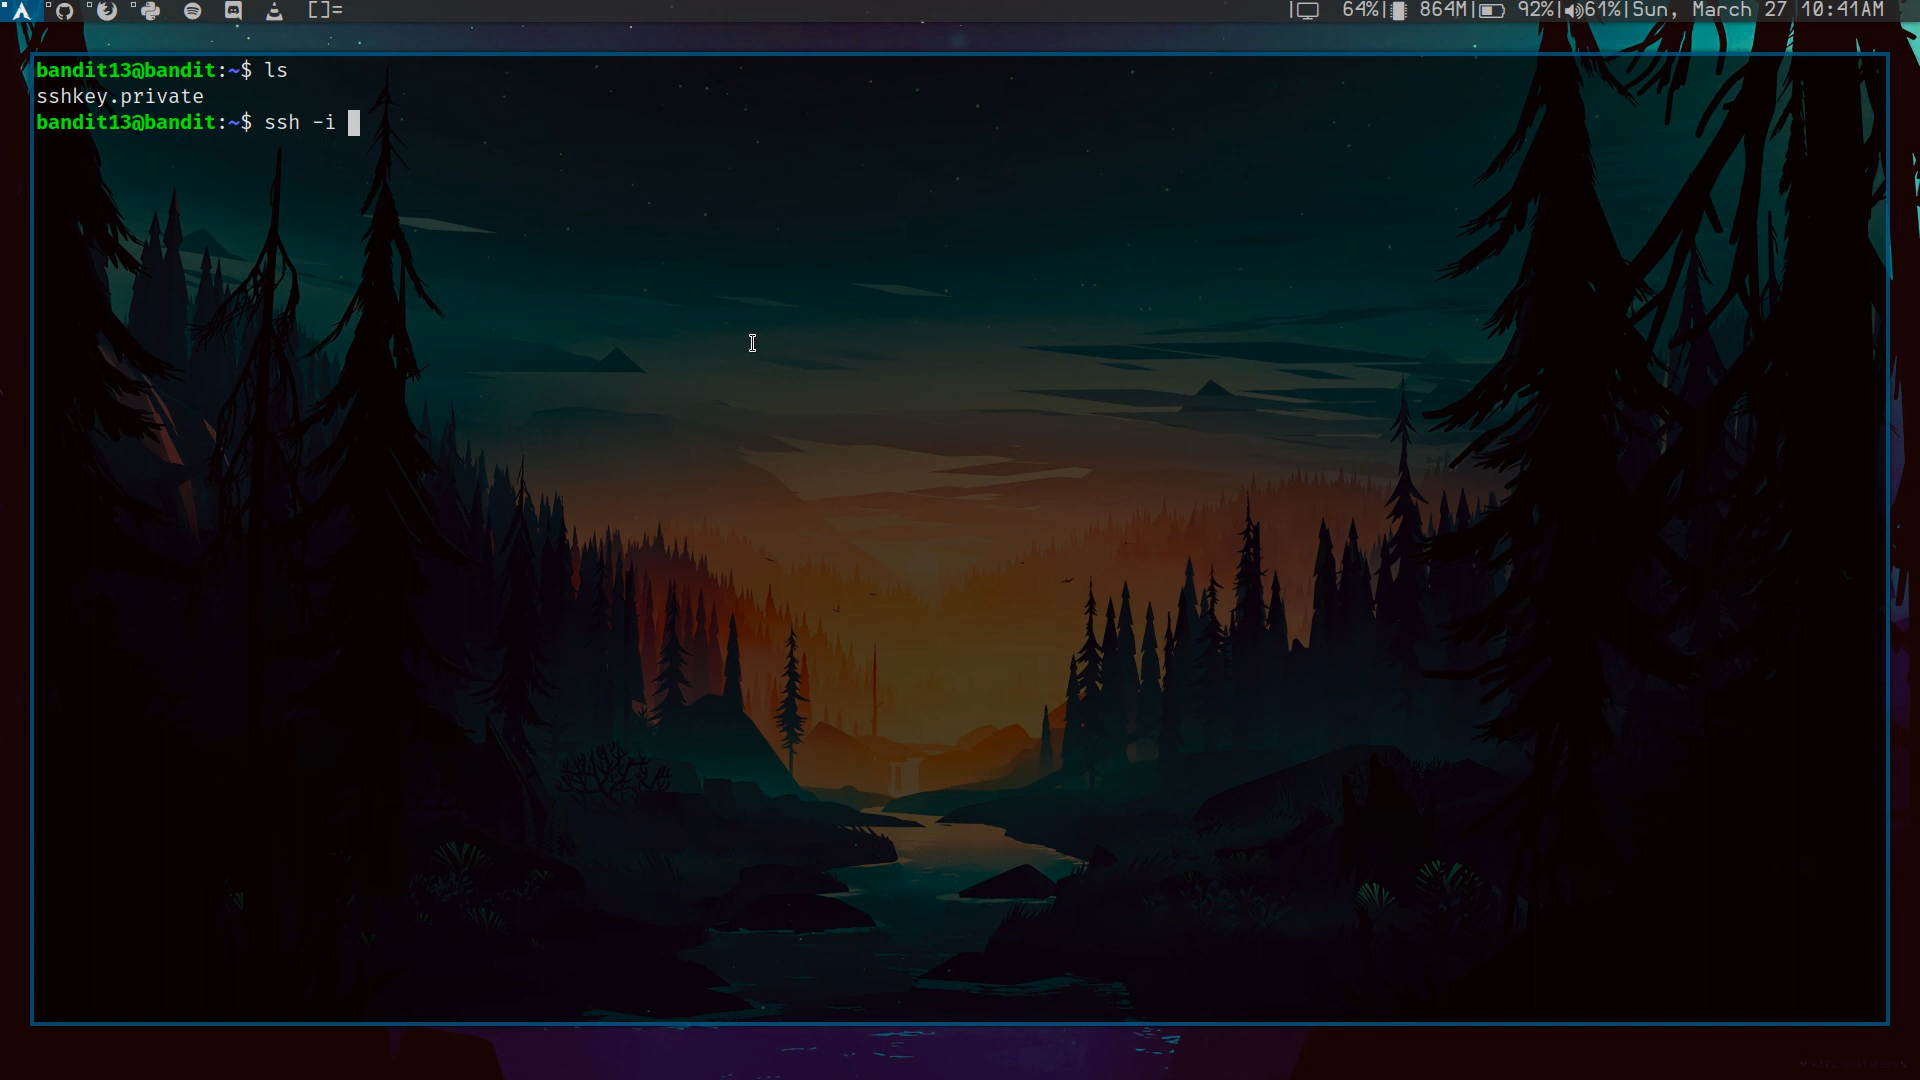 []= | 64%| 864M| 92%| 61%|Sun, March 27 |10:41AM
bandit13@bandit:~$ ls
sshkey.private
bandit13@bandit:~$ ssh -i